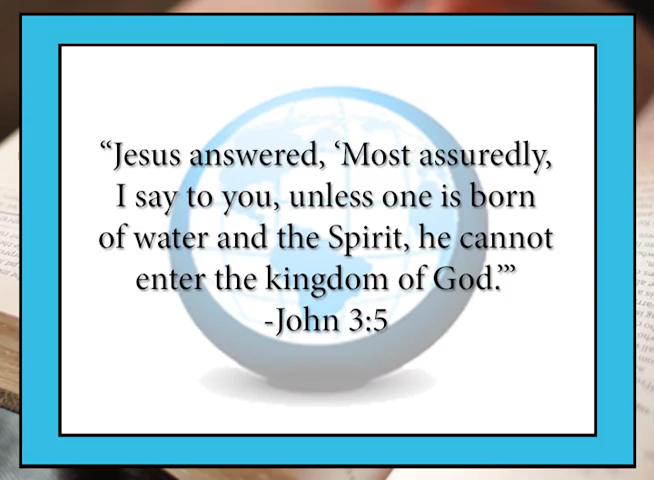 “Jesus answered, ‘Most assuredly,
I say to you, unless one is born
of water and the Spirit, he cannot
enter the kingdom of God.’”
-John 3:5